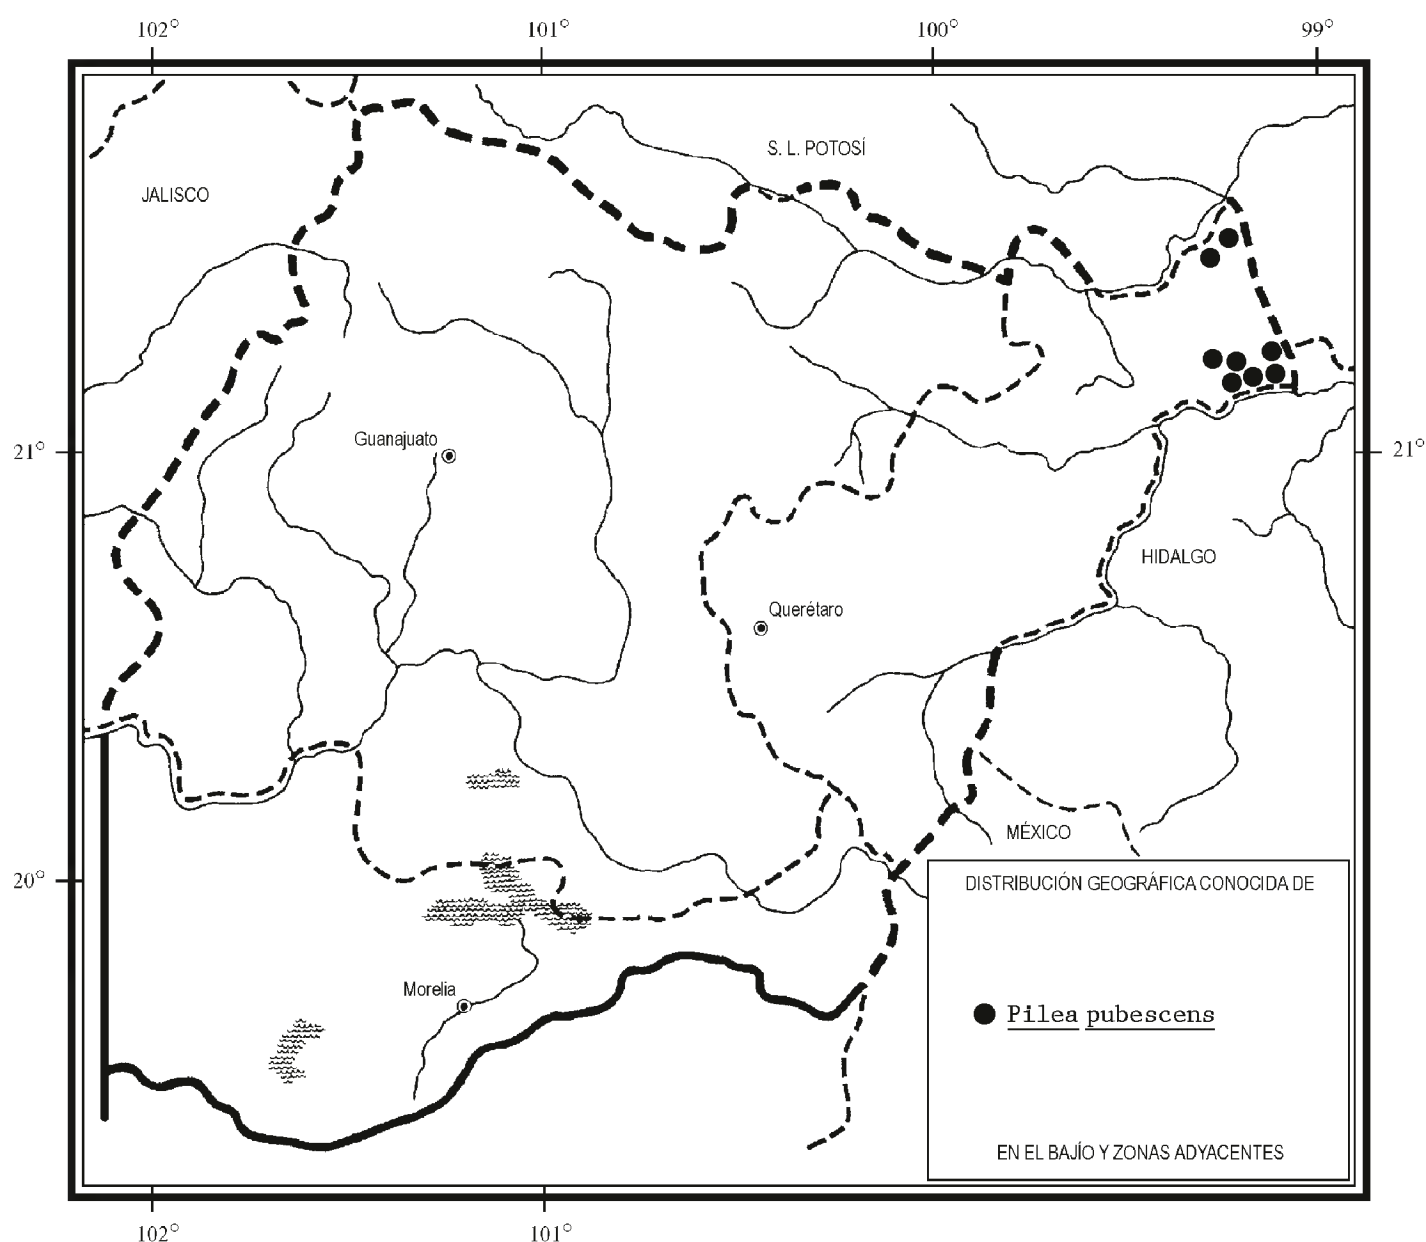 102° 101° 100° 99°
S. L. POTOSÍ
JALISCO
Guanajuato
21° 21°
HIDALGO
Querétaro
MÉXICO
20°
DISTRIBUCIÓN GEOGRÁFICA CONOCIDA DE
Morelia
Pilea pubescens
EN EL BAJÍO Y ZONAS ADYACENTES
102° 101°